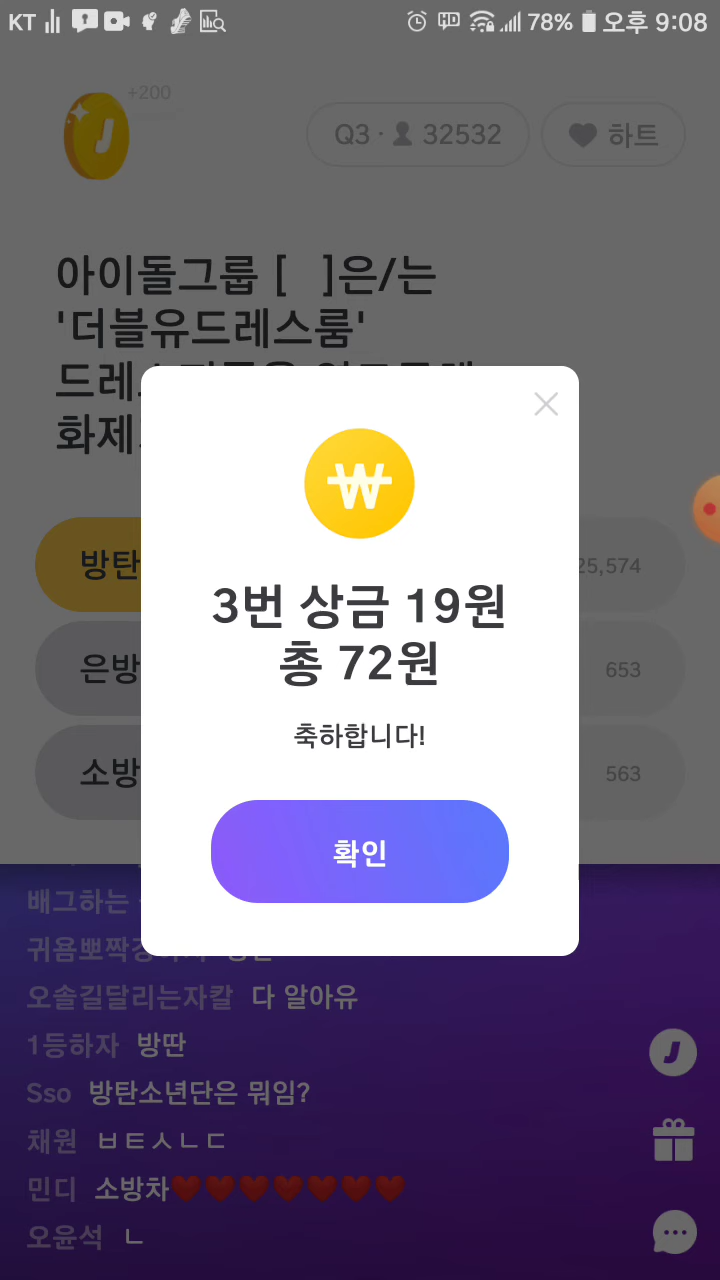 KT 78% 오후 9:08
+200
Q3 · 32532 하트
아이돌그룹 [ ]은/는
'더블유드레스룸'
화제
3번 상금 19원
총 72원
축하합니다!
확인
방탄 25,574
은방 653
소방 563
배그하는
오솔길달리는자칼 다 알아유
1등하자 방딴
Sso 방탄소년단은 뭐임?
채원 ㅂㅌㅅㄴㄷ
민디 소방차❤❤❤❤❤❤❤
오윤석 ㄴ